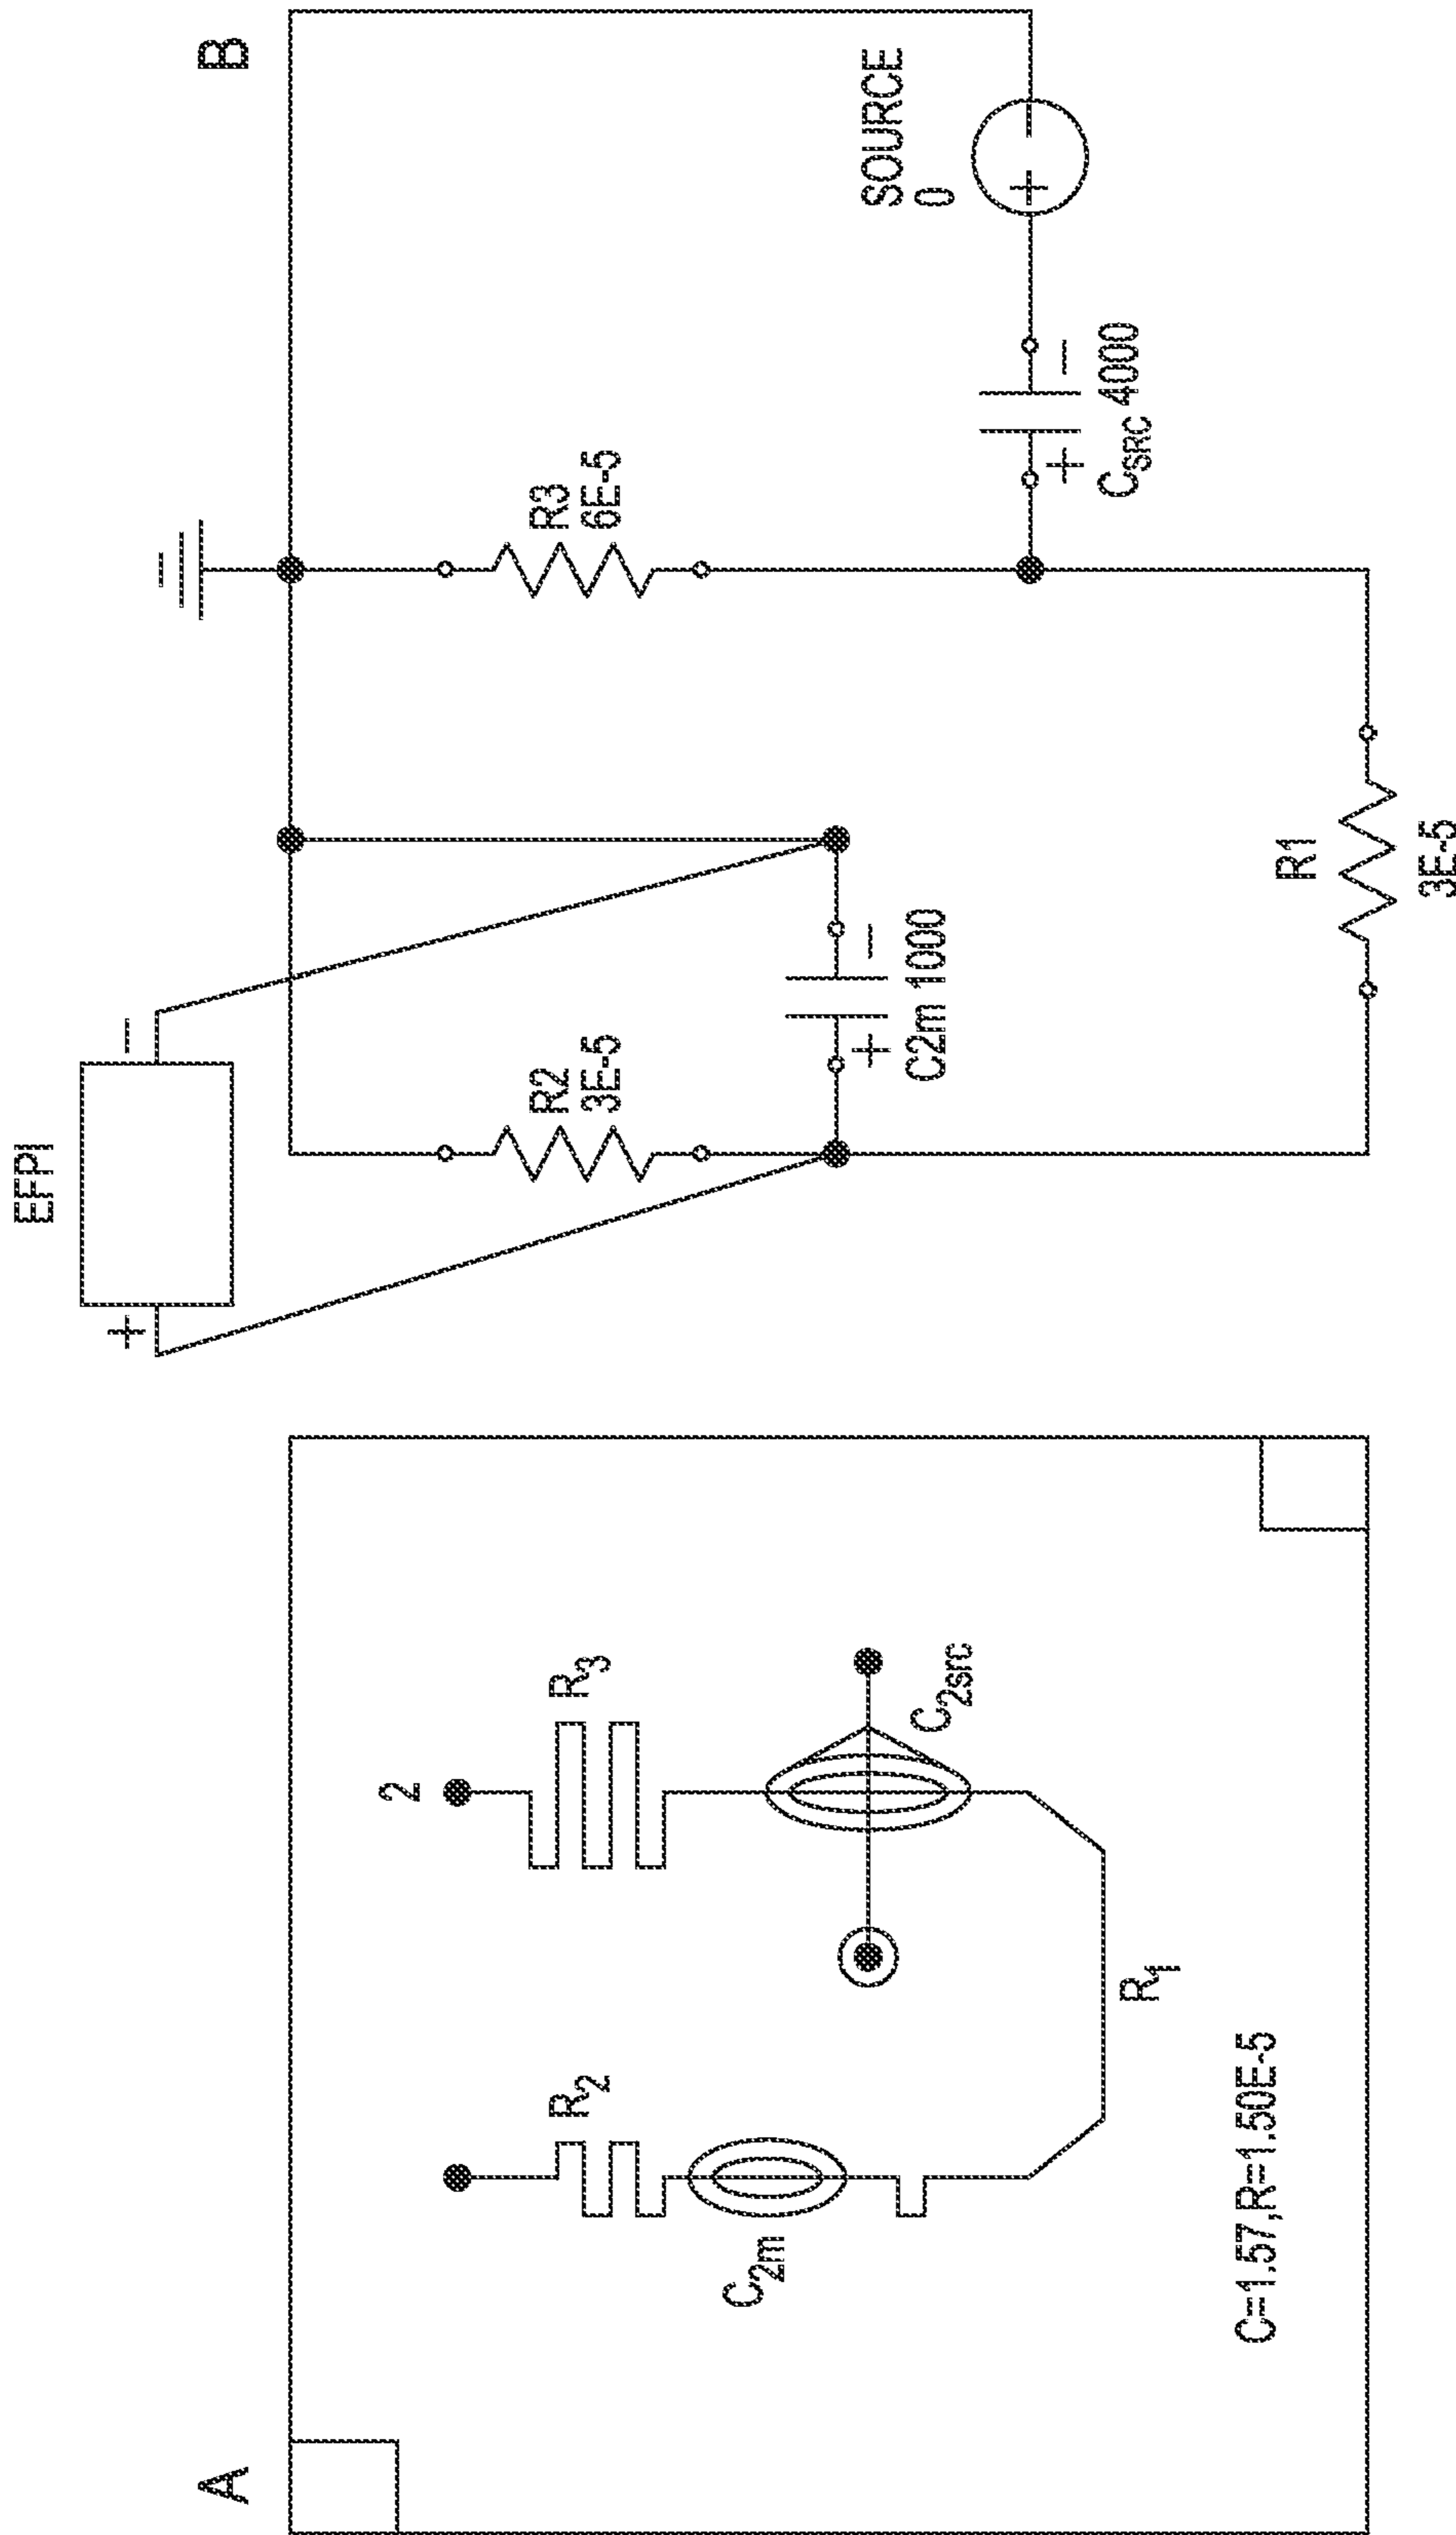 A
R₂
2
R₃
C₂ₘ
C₂src
R₁
C=1.57,R=1.50E-5
B
EFPI
+
−
R2
3E-5
R3
6E-5
SOURCE
0
+
−
C2m 1000
+
−
C_SRC 4000
+
−
R1
3E-5